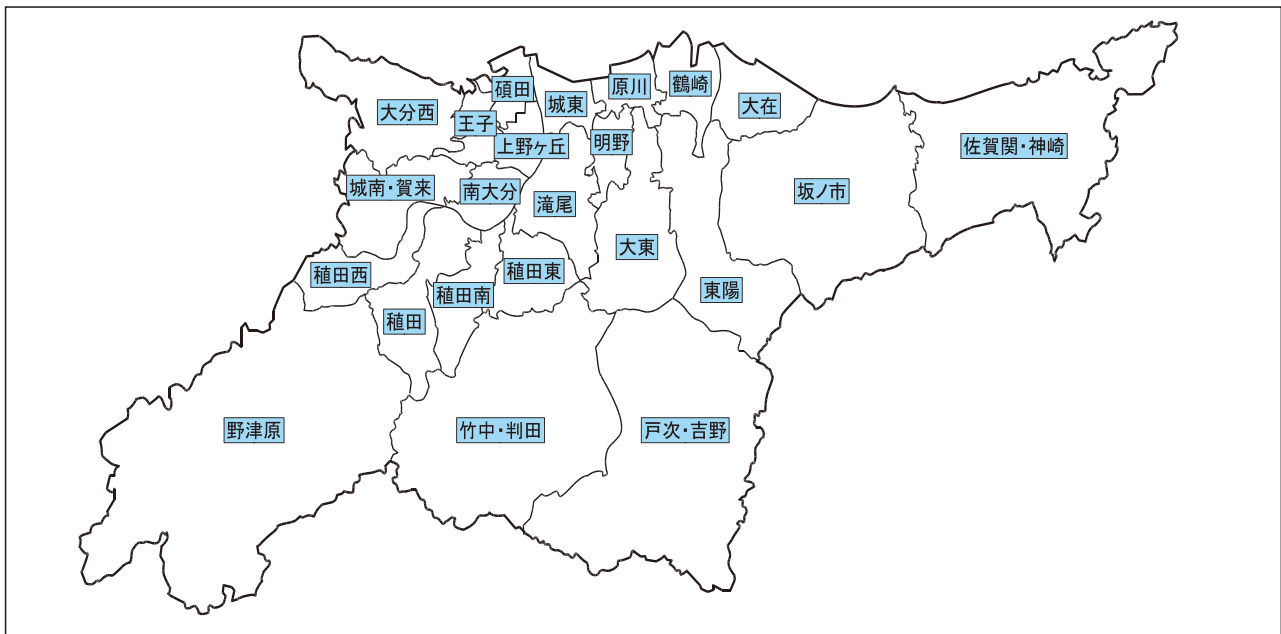 碩田
原川
鶴崎
大分西
城東
大在
王子
上野ヶ丘
明野
佐賀関・神崎
城南・賀来
南大分
滝尾
坂ノ市
大東
稙田西
稙田東
東陽
稙田南
稙田
野津原
竹中・判田
戸次・吉野